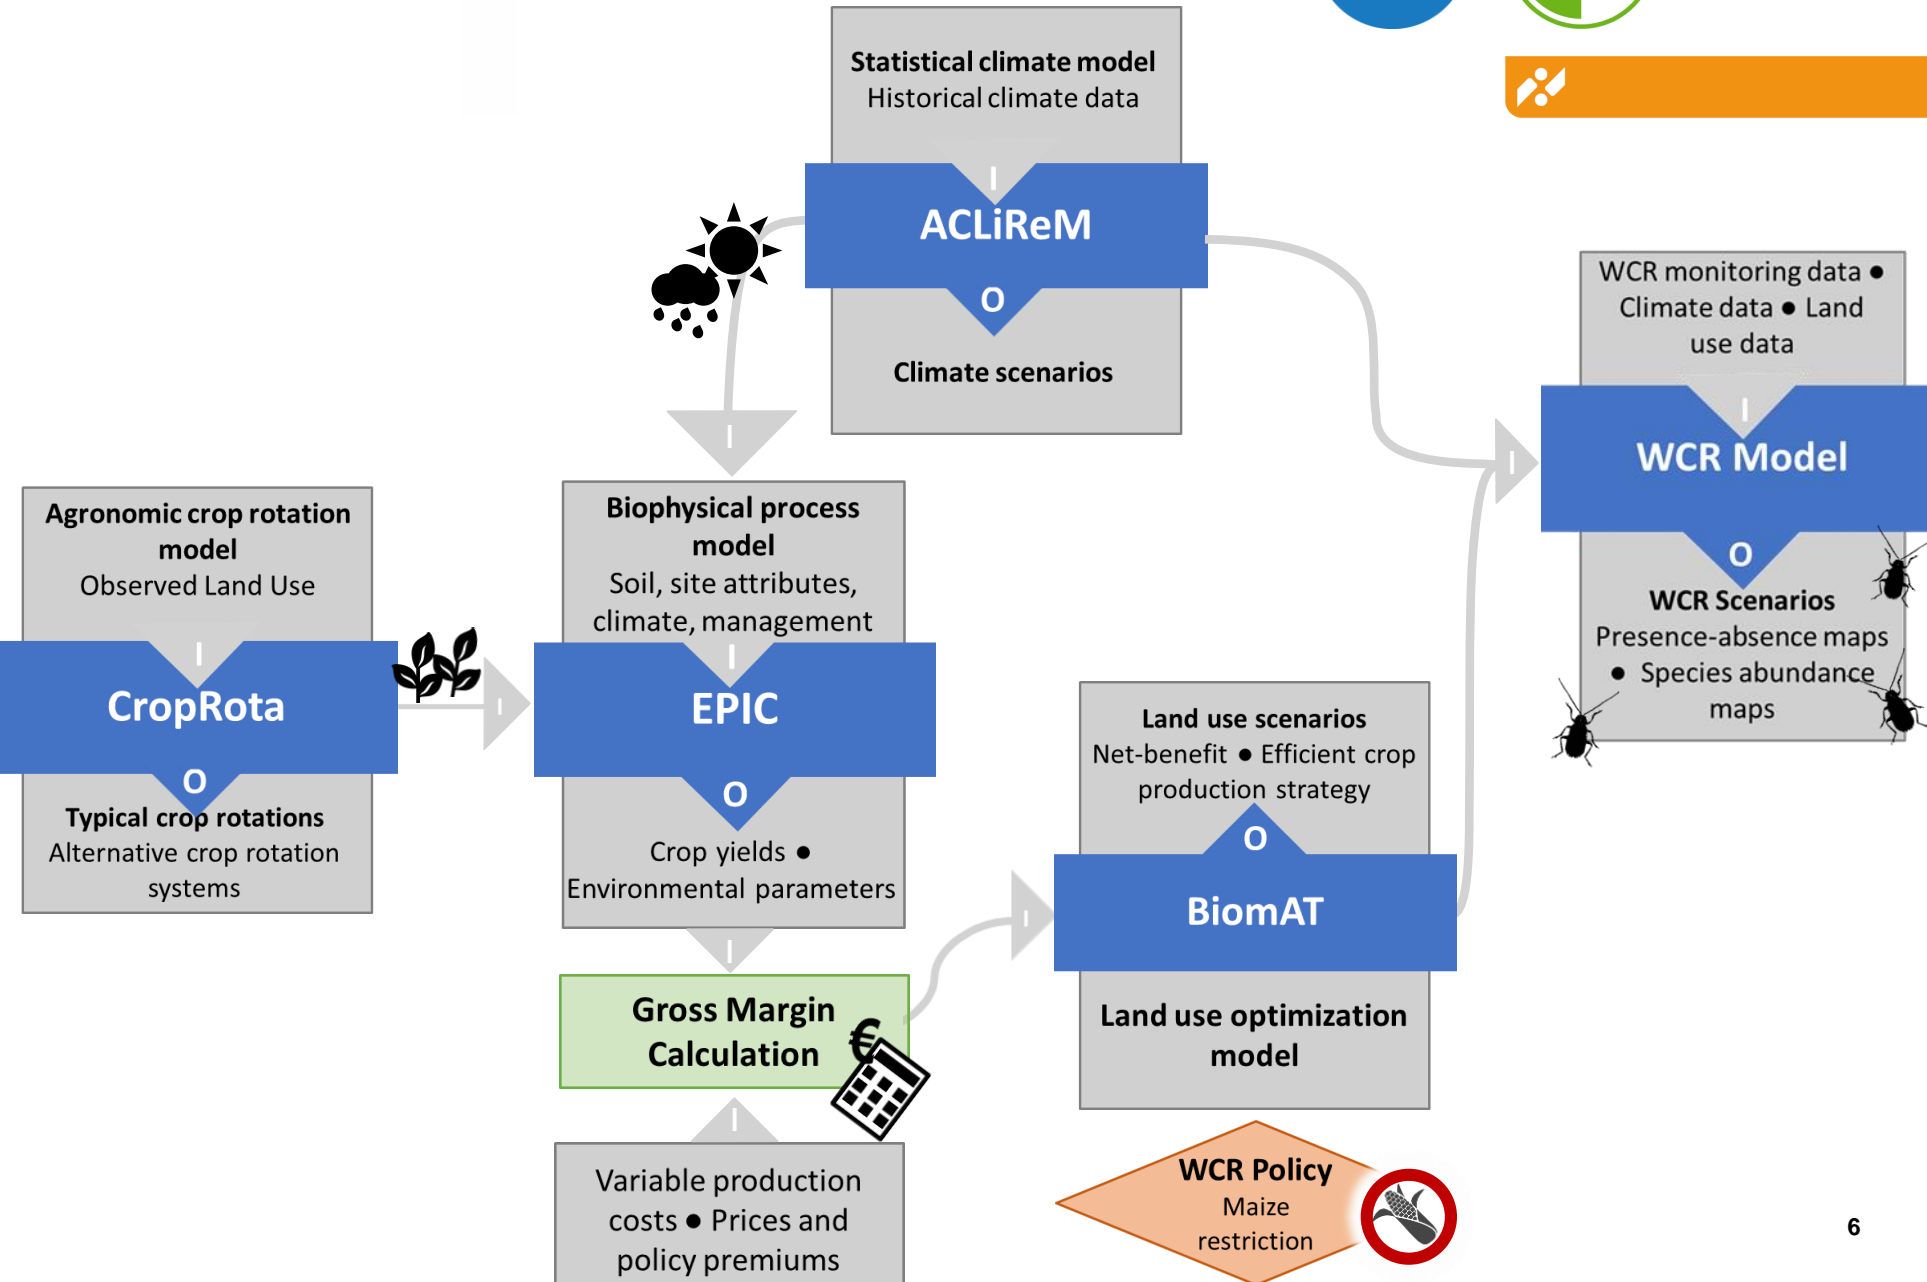 Statistical climate model
Historical climate data
I
ACLiReM
O
Climate scenarios
I
WCR monitoring data ●
Climate data ● Land
use data
I
I
WCR Model
O
WCR Scenarios
Presence-absence maps
● Species abundance
maps
Agronomic crop rotation
model
Observed Land Use
I
CropRota
O
Typical crop rotations
Alternative crop rotation
systems
I
Biophysical process
model
Soil, site attributes,
climate, management
I
EPIC
O
Crop yields ●
Environmental parameters
I
Gross Margin
Calculation
€
I
Variable production
costs ● Prices and
policy premiums
Land use scenarios
Net-benefit ● Efficient crop
production strategy
O
I
BiomAT
Land use optimization
model
WCR Policy
Maize
restriction
6